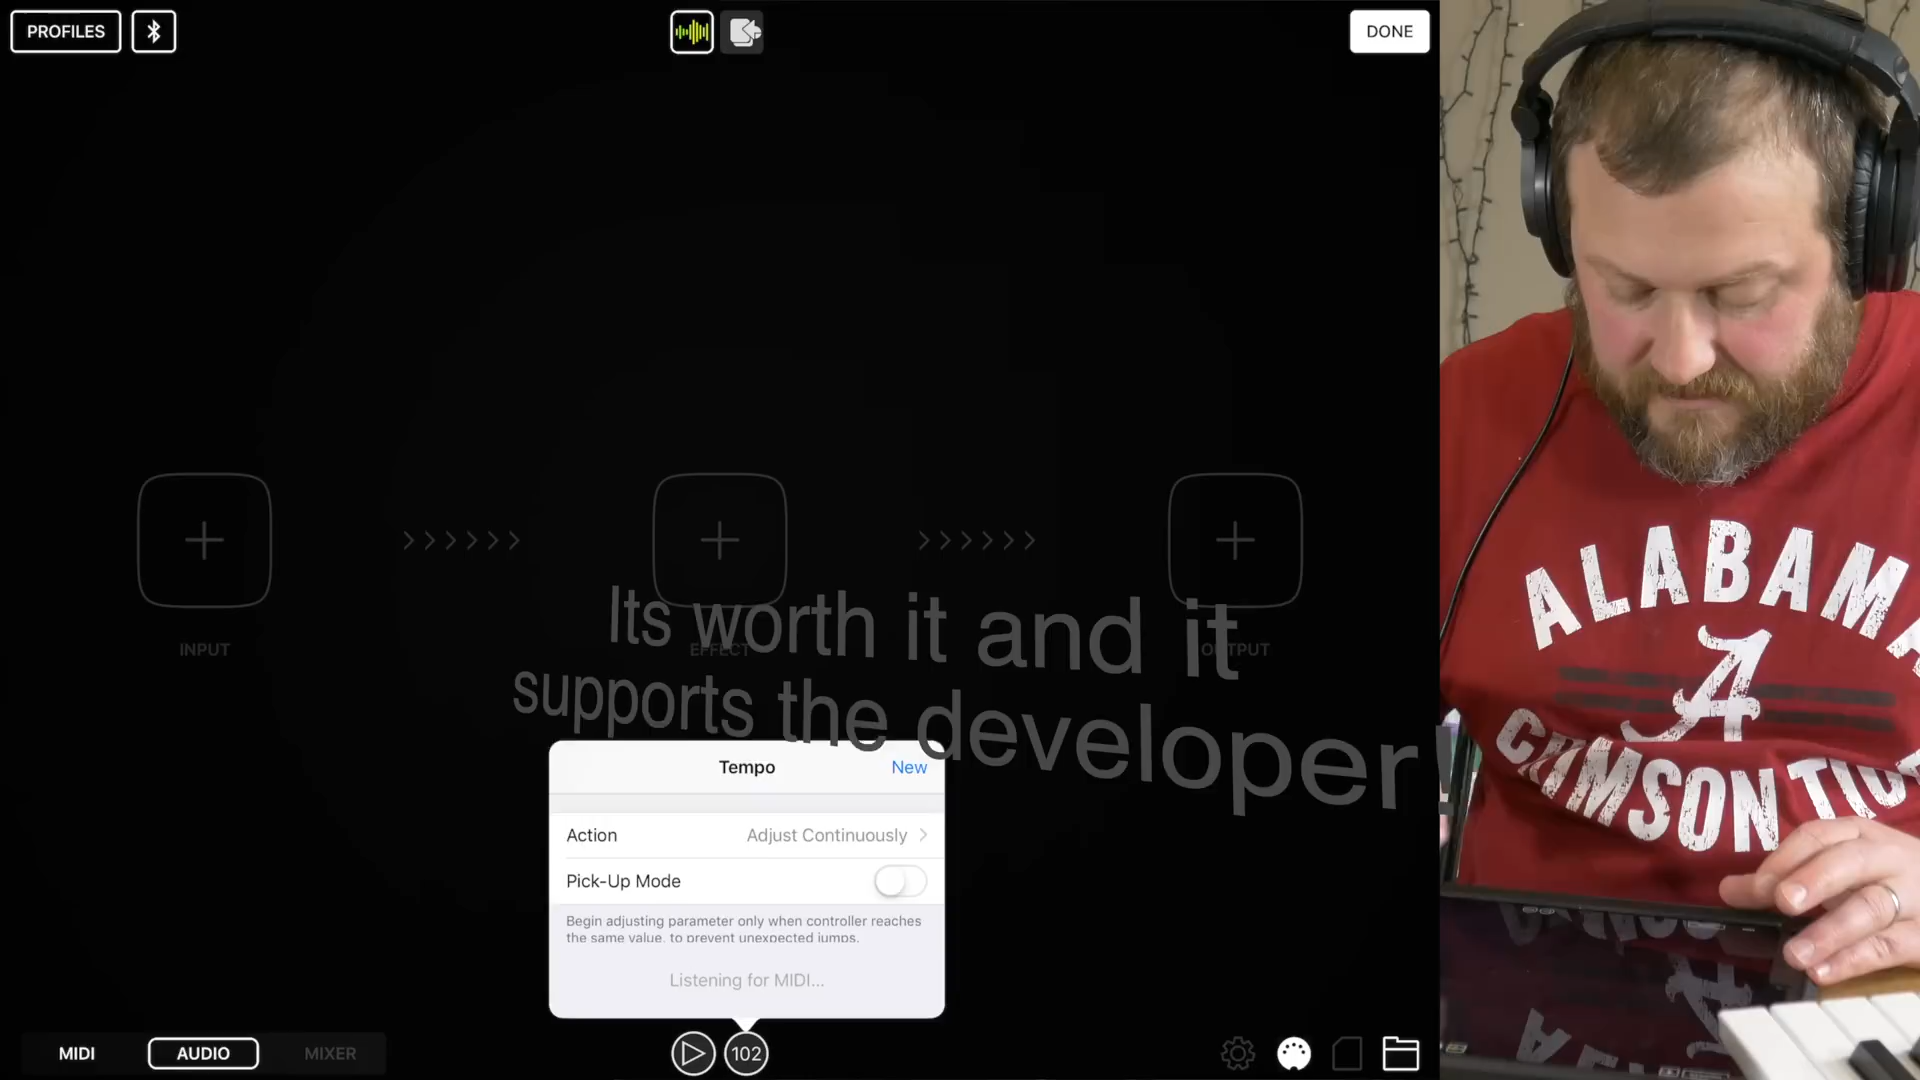 PROFILES
DONE
INPUT
EFFECT
OUTPUT
Its worth it and it
supports the developer!
Tempo
New
Action
Adjust Continuously
Pick-Up Mode
Begin adjusting parameter only when controller reaches
the same value, to prevent unexpected jumps.
Listening for MIDI...
MIDI
AUDIO
MIXER
102
ALABAMA
A
CRIMSON TIDE